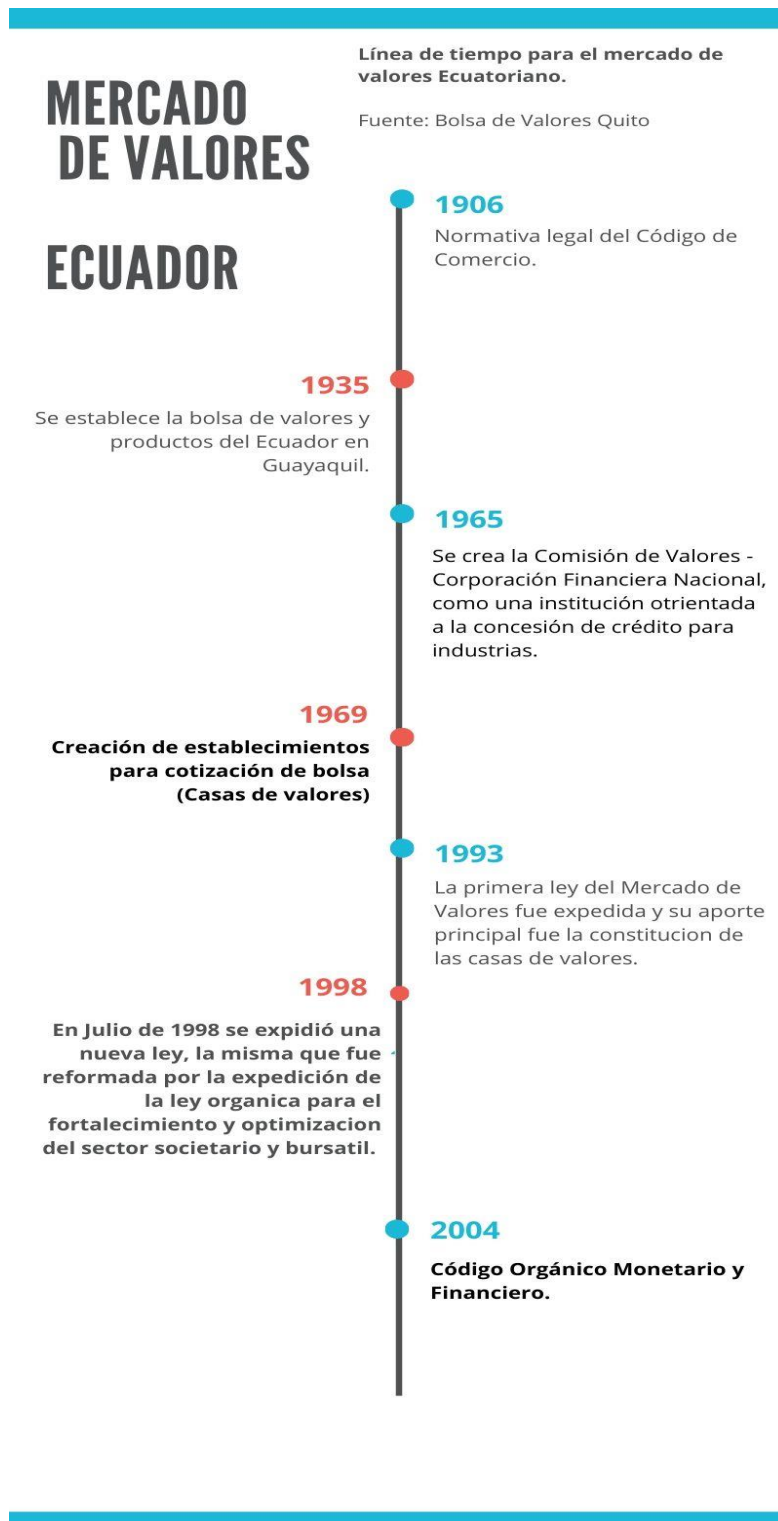 MERCADO
DE VALORES
ECUADOR
Línea de tiempo para el mercado de
valores Ecuatoriano.
Fuente: Bolsa de Valores Quito
1906
Normativa legal del Código de
Comercio.
1935
Se establece la bolsa de valores y
productos del Ecuador en
Guayaquil.
1965
Se crea la Comisión de Valores -
Corporación Financiera Nacional,
como una institución otrientada
a la concesión de crédito para
industrias.
1969
Creación de establecimientos
para cotización de bolsa
(Casas de valores)
1993
La primera ley del Mercado de
Valores fue expedida y su aporte
principal fue la constitucion de
las casas de valores.
1998
En Julio de 1998 se expidió una
nueva ley, la misma que fue
reformada por la expedición de
la ley organica para el
fortalecimiento y optimizacion
del sector societario y bursatil.
2004
Código Orgánico Monetario y
Financiero.